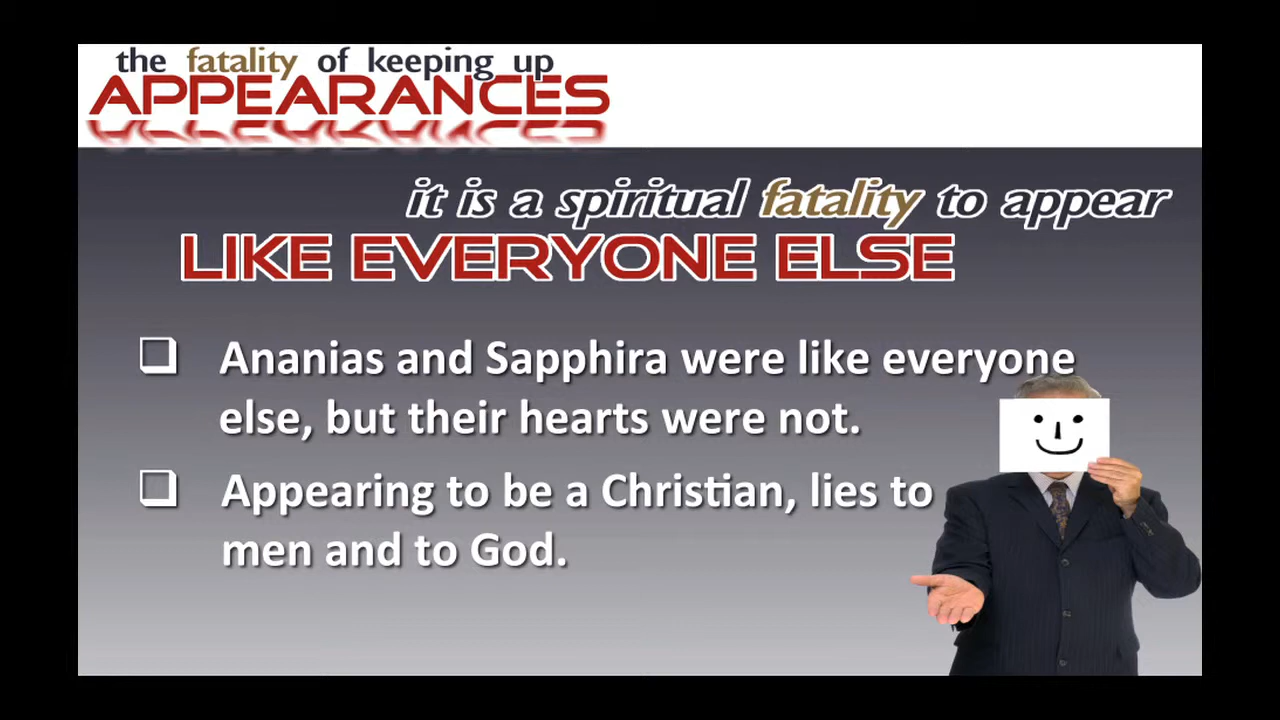 the fatality of keeping up
APPEARANCES
it is a spiritual fatality to appear
LIKE EVERYONE ELSE
❑ Ananias and Sapphira were like everyone
else, but their hearts were not.
❑ Appearing to be a Christian, lies to
men and to God.